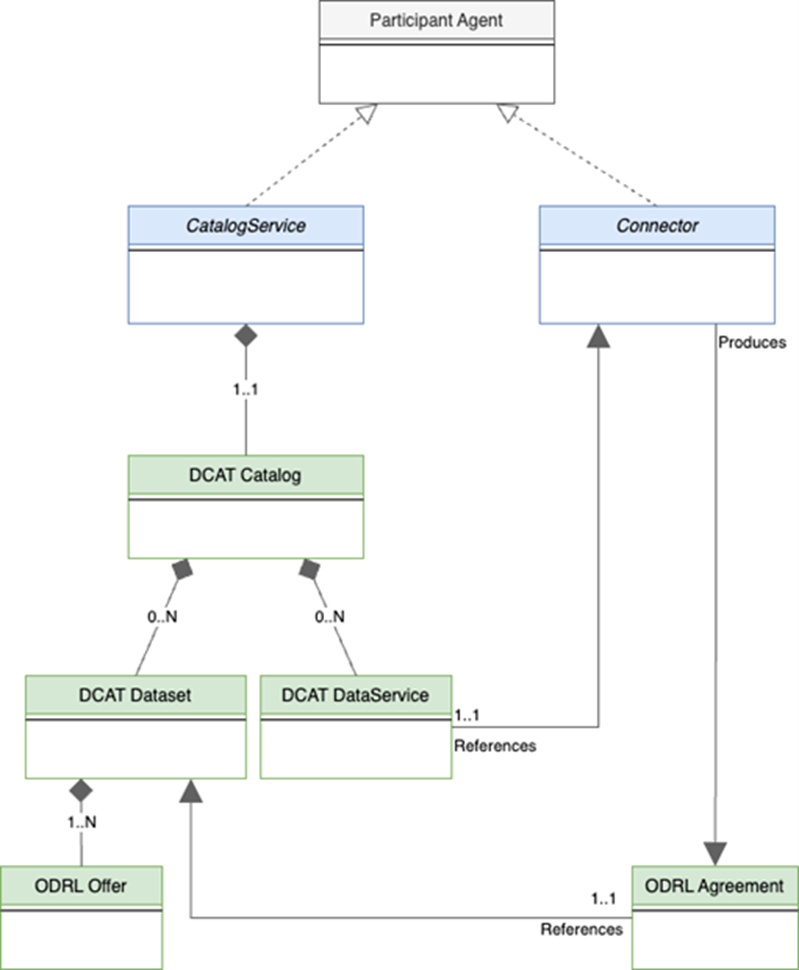 Participant Agent
CatalogService
Connector
Produces
1..1
DCAT Catalog
0..N
0..N
DCAT Dataset
DCAT DataService
1..1
References
1..N
ODRL Offer
ODRL Agreement
1..1
References